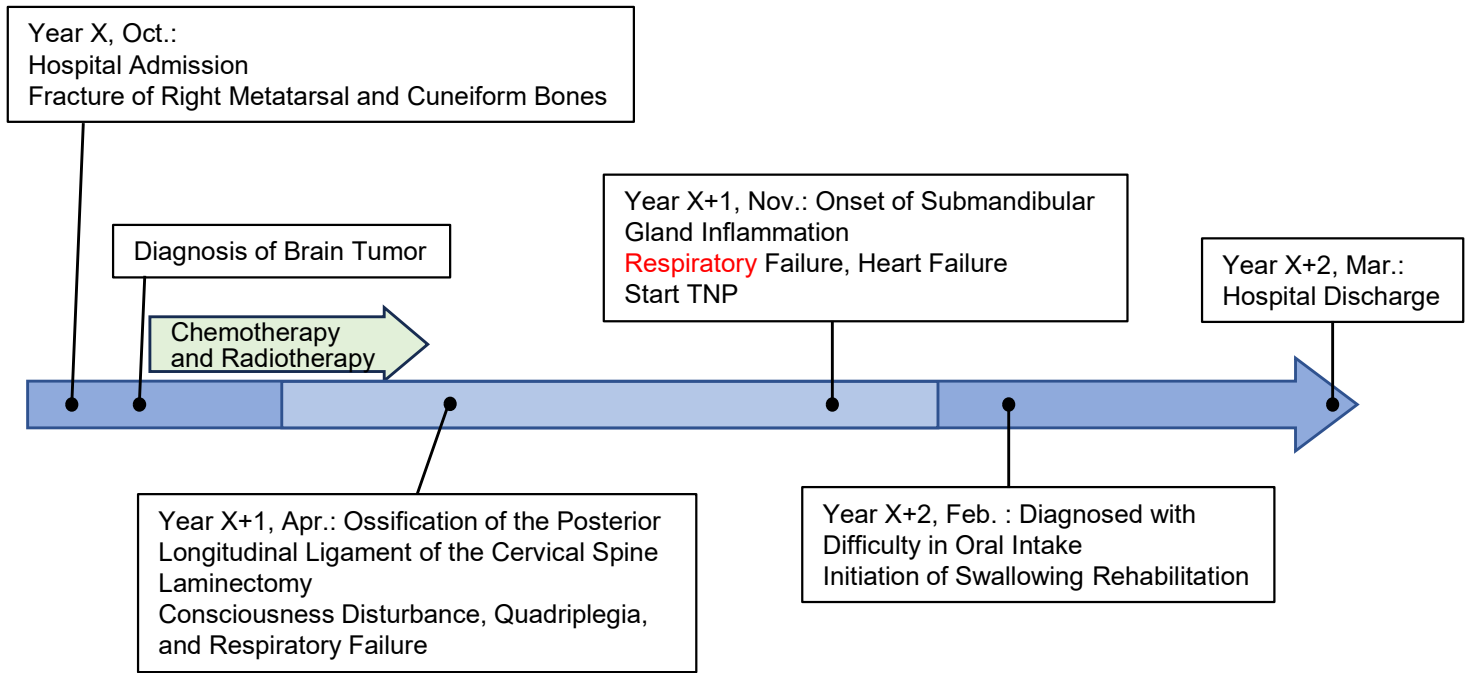 Year X, Oct.:
Hospital Admission
Fracture of Right Metatarsal and Cuneiform Bones
Diagnosis of Brain Tumor
Chemotherapy
and Radiotherapy
Year X+1, Apr.: Ossification of the Posterior
Longitudinal Ligament of the Cervical Spine
Laminectomy
Consciousness Disturbance, Quadriplegia,
and Respiratory Failure
Year X+1, Nov.: Onset of Submandibular
Gland Inflammation
Respiratory Failure, Heart Failure
Start TNP
Year X+2, Feb. : Diagnosed with
Difficulty in Oral Intake
Initiation of Swallowing Rehabilitation
Year X+2, Mar.:
Hospital Discharge